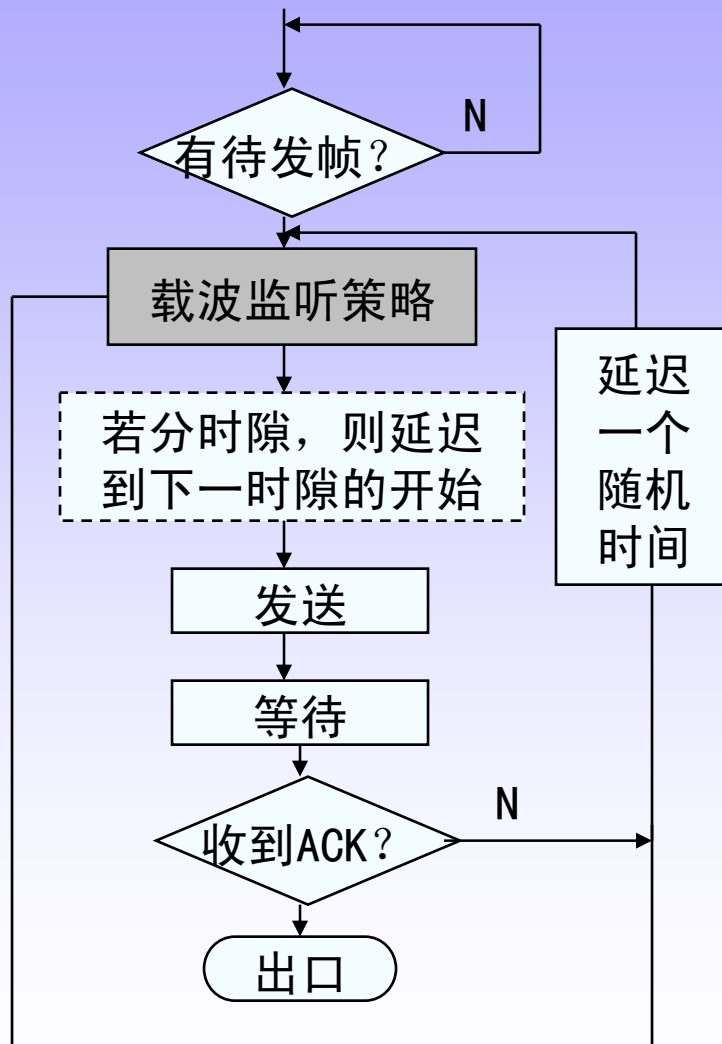 N
有待发帧?
载波监听策略
若分时隙，则延迟
到下一时隙的开始
延迟
一个
随机
时间
发送
等待
N
收到ACK?
出口